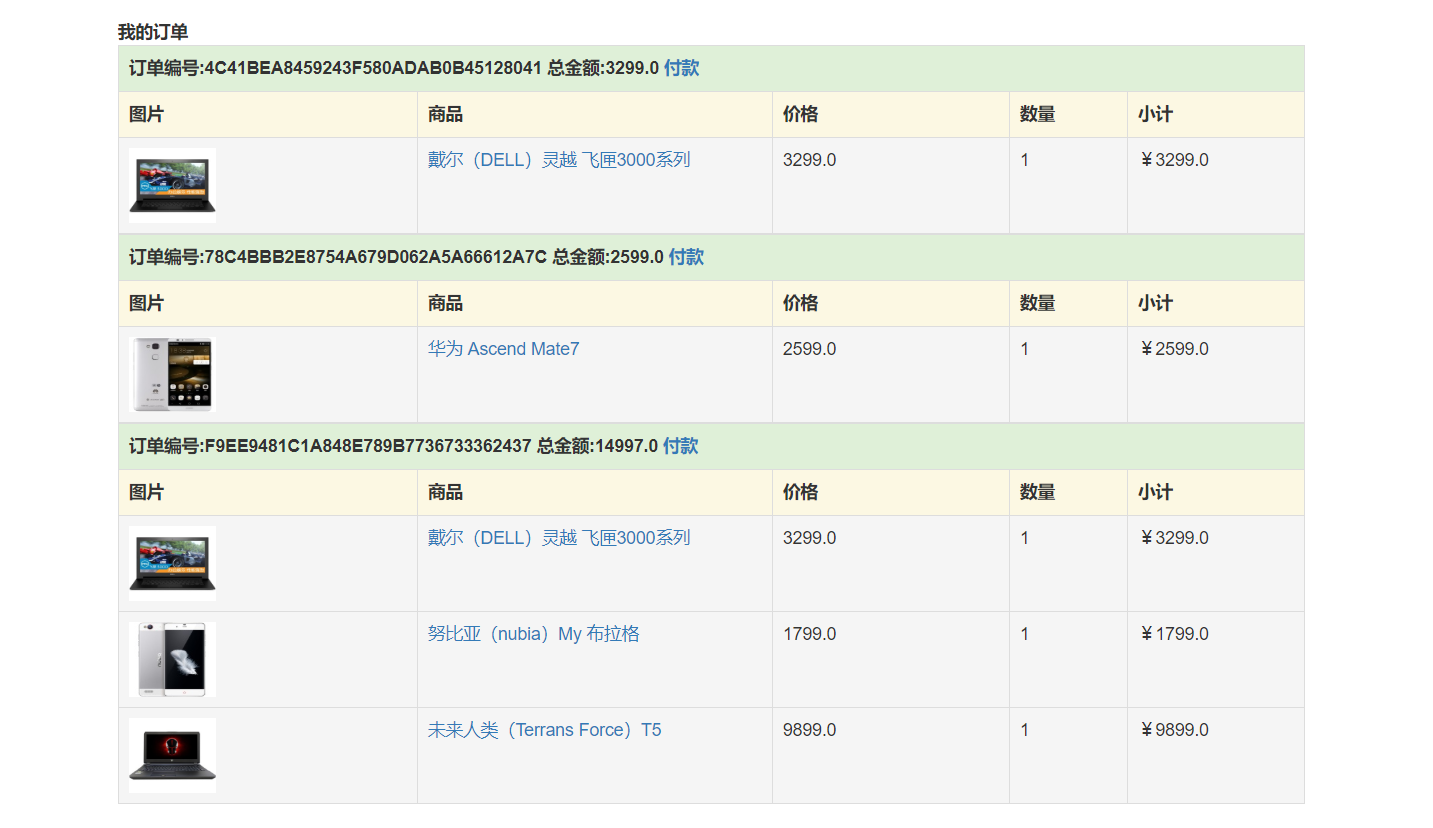 我的订单
订单编号:4C41BEA8459243F580ADAB0B45128041 总金额:3299.0 付款
图片 商品 价格 数量 小计
戴尔（DELL）灵越 飞匣3000系列 3299.0 1 ￥3299.0
订单编号:78C4BBB2E8754A679D062A5A66612A7C 总金额:2599.0 付款
图片 商品 价格 数量 小计
华为 Ascend Mate7 2599.0 1 ￥2599.0
订单编号:F9EE9481C1A848E789B7736733362437 总金额:14997.0 付款
图片 商品 价格 数量 小计
戴尔（DELL）灵越 飞匣3000系列 3299.0 1 ￥3299.0
努比亚（nubia）My 布拉格 1799.0 1 ￥1799.0
未来人类（Terrans Force）T5 9899.0 1 ￥9899.0